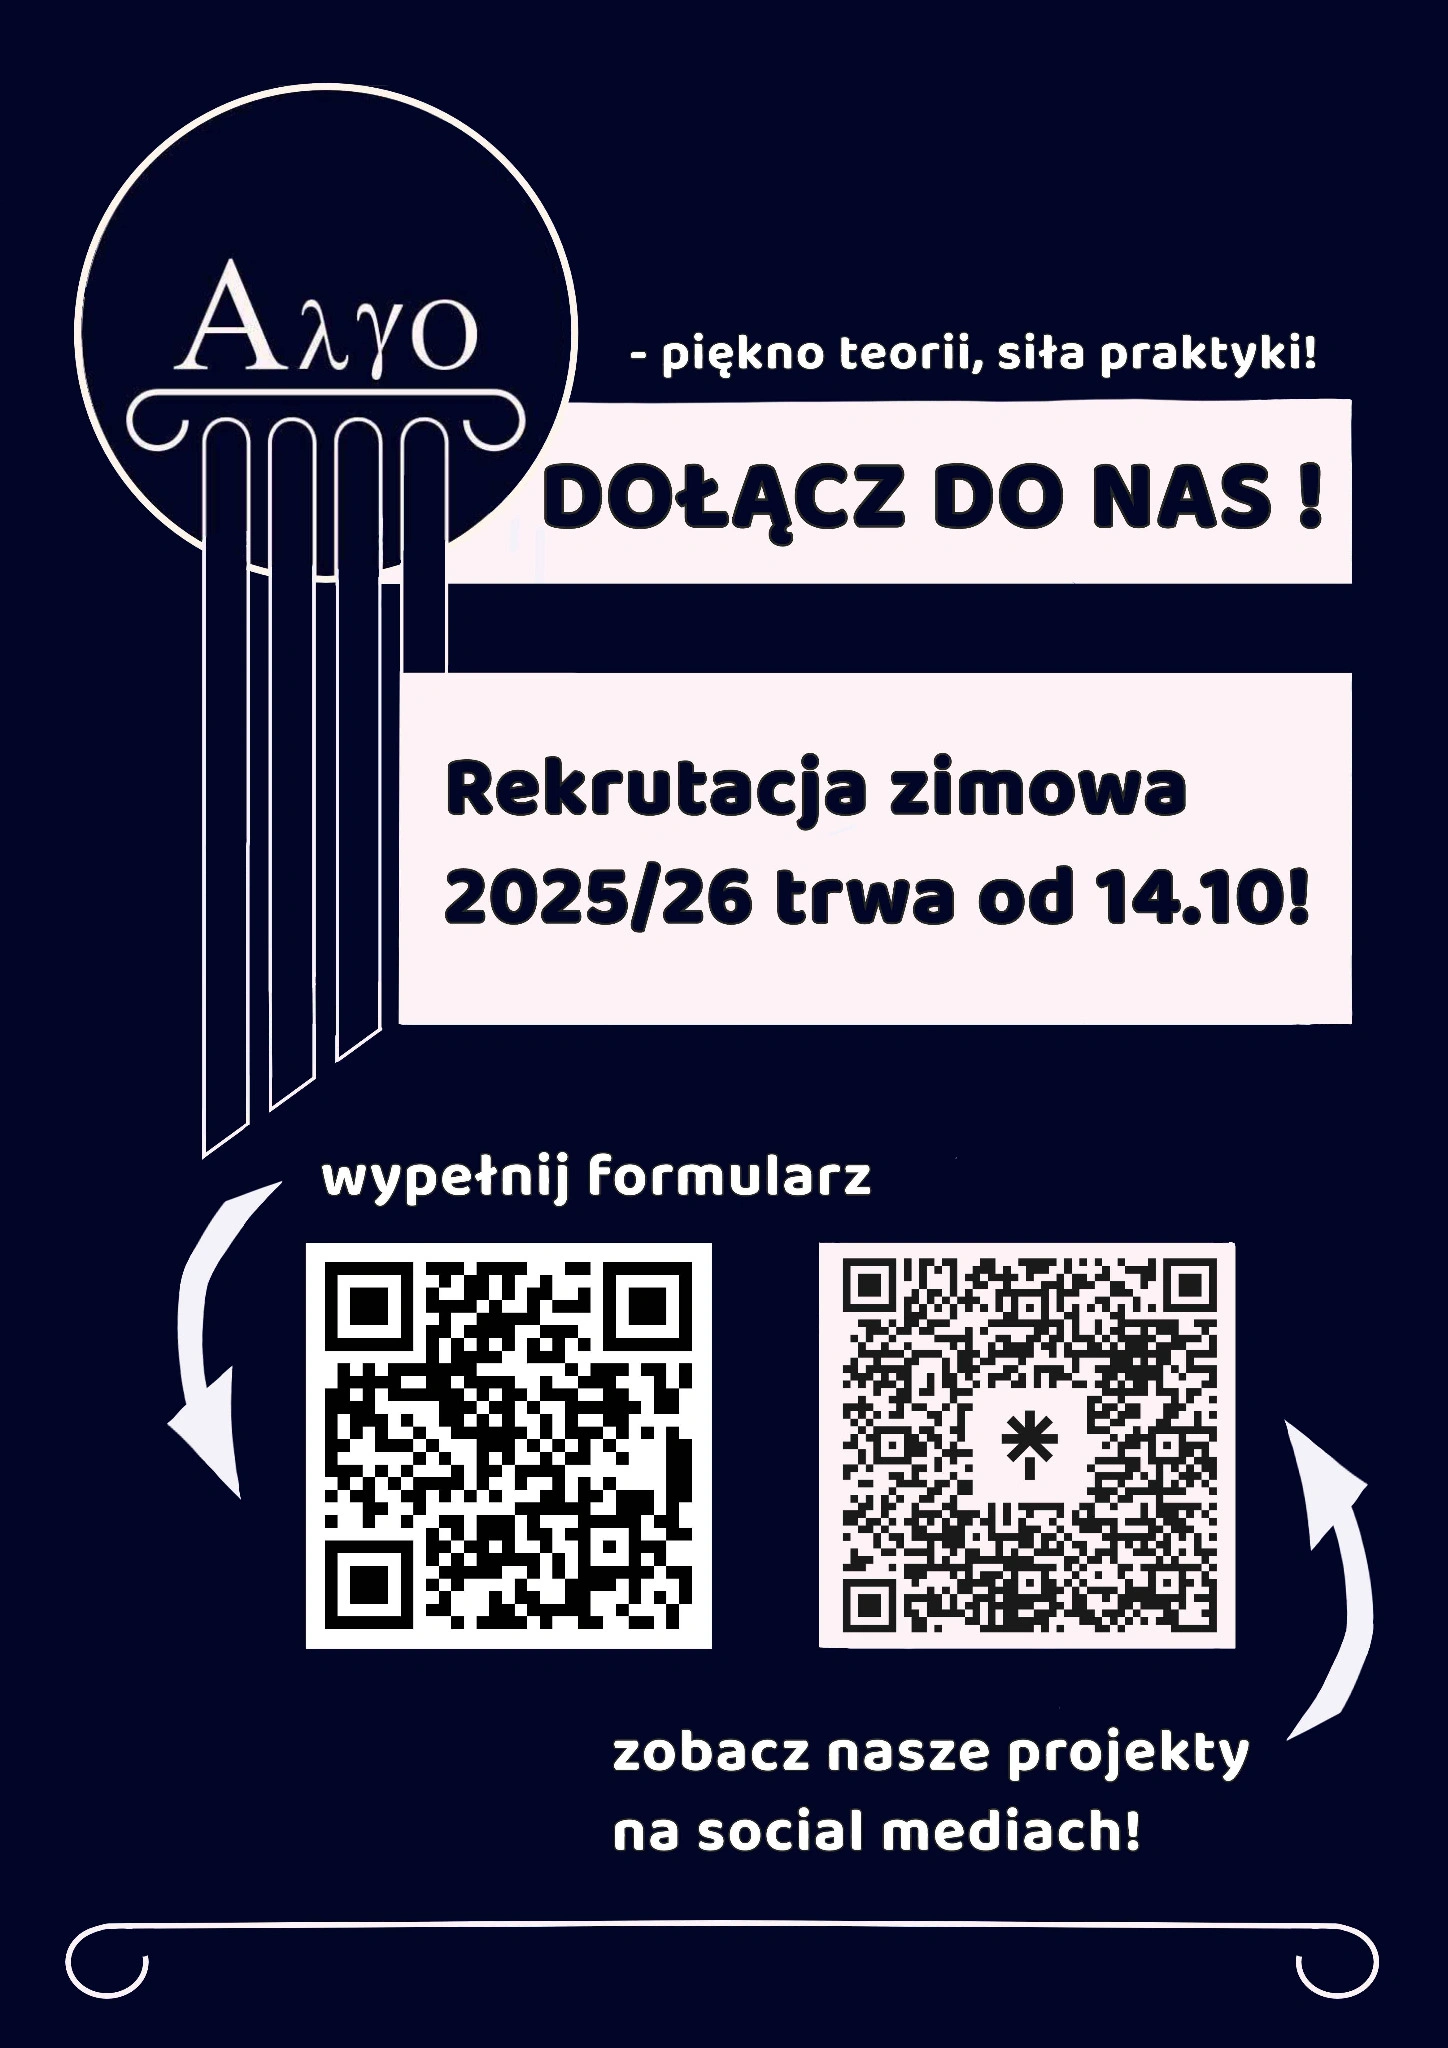 Αλγο
- piękno teorii, siła praktyki!
DOŁĄCZ DO NAS !
Rekrutacja zimowa
2025/26 trwa od 14.10!
wypełnij formularz
zobacz nasze projekty
na social mediach!